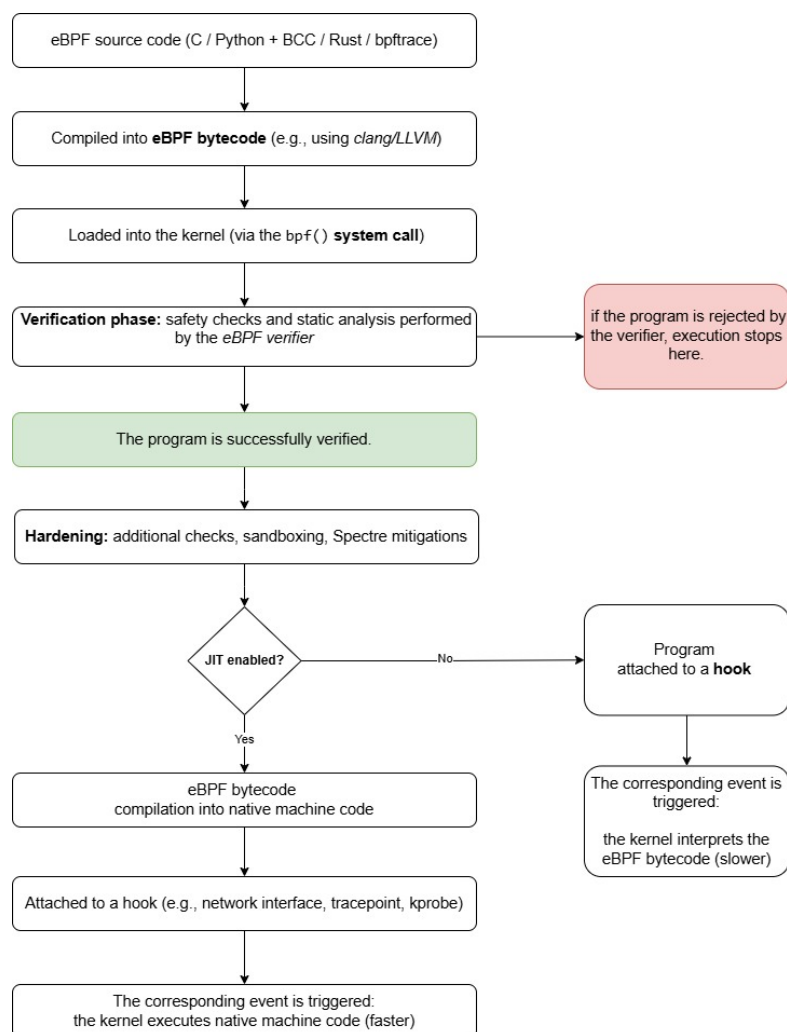 eBPF source code (C / Python + BCC / Rust / bpftrace)
Compiled into eBPF bytecode (e.g., using clang/LLVM)
Loaded into the kernel (via the bpf() system call)
Verification phase: safety checks and static analysis performed
by the eBPF verifier
if the program is rejected by
the verifier, execution stops
here.
The program is successfully verified.
Hardening: additional checks, sandboxing, Spectre mitigations
JIT enabled?
No
Program
attached to a hook
Yes
eBPF bytecode
compilation into native machine code
The corresponding event is
triggered:
the kernel interprets the
eBPF bytecode (slower)
Attached to a hook (e.g., network interface, tracepoint, kprobe)
The corresponding event is triggered:
the kernel executes native machine code (faster)